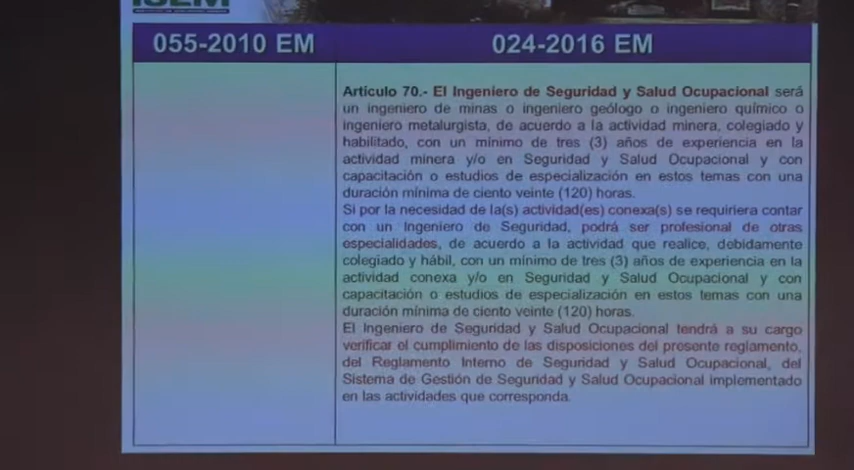 ISEM
055-2010 EM
024-2016 EM
Artículo 70.- El Ingeniero de Seguridad y Salud Ocupacional será
un ingeniero de minas o ingeniero geólogo o ingeniero químico o
ingeniero metalurgista, de acuerdo a la actividad minera, colegiado y
habilitado, con un mínimo de tres (3) años de experiencia en la
actividad minera y/o en Seguridad y Salud Ocupacional y con
capacitación o estudios de especialización en estos temas con una
duración mínima de ciento veinte (120) horas.
Si por la necesidad de la(s) actividad(es) conexa(s) se requiriera contar
con un Ingeniero de Seguridad, podrá ser profesional de otras
especialidades, de acuerdo a la actividad que realice, debidamente
colegiado y hábil, con un mínimo de tres (3) años de experiencia en la
actividad conexa y/o en Seguridad y Salud Ocupacional y con
capacitación o estudios de especialización en estos temas con una
duración mínima de ciento veinte (120) horas.
El Ingeniero de Seguridad y Salud Ocupacional tendrá a su cargo
verificar el cumplimiento de las disposiciones del presente reglamento,
del Reglamento Interno de Seguridad y Salud Ocupacional, del
Sistema de Gestión de Seguridad y Salud Ocupacional implementado
en las actividades que corresponda.